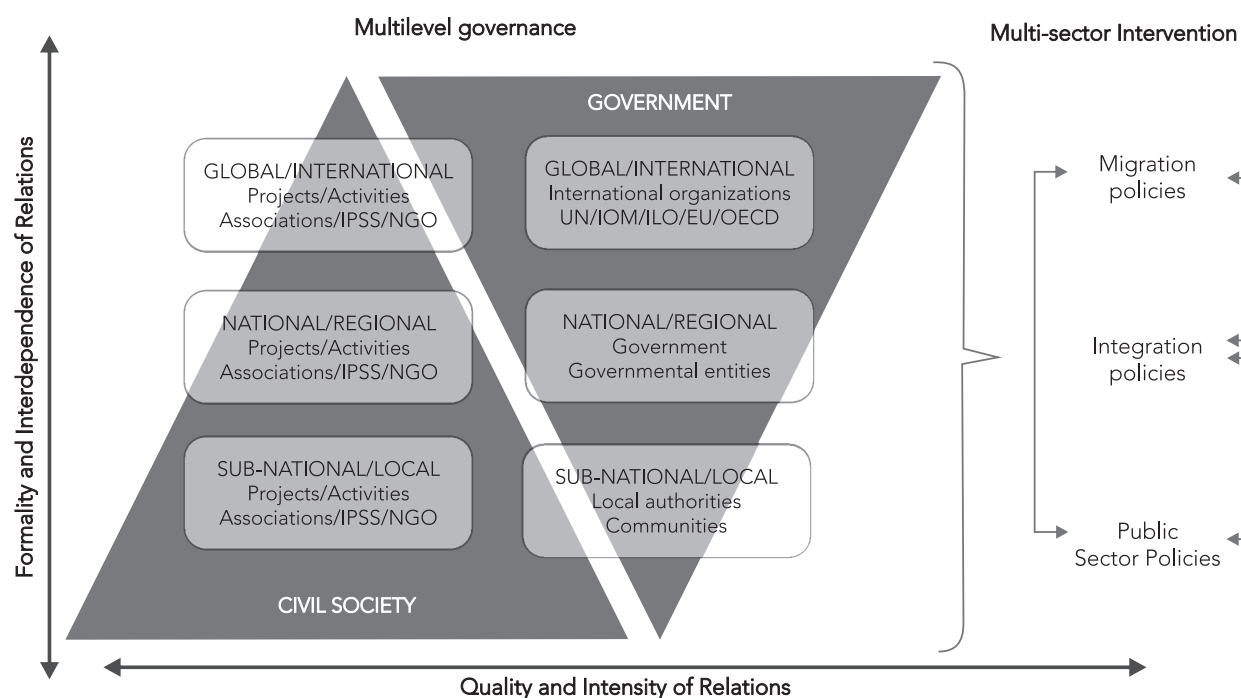 Multilevel governance
Multi-sector Intervention
Formality and Interdependence of Relations
GOVERNMENT
GLOBAL/INTERNATIONAL
Projects/Activities
Associations/IPSS/NGO
GLOBAL/INTERNATIONAL
International organizations
UN/IOM/ILO/EU/OECD
NATIONAL/REGIONAL
Projects/Activities
Associations/IPSS/NGO
NATIONAL/REGIONAL
Government
Governmental entities
SUB-NATIONAL/LOCAL
Projects/Activities
Associations/IPSS/NGO
SUB-NATIONAL/LOCAL
Local authorities
Communities
CIVIL SOCIETY
Migration
policies
Integration
policies
Public
Sector Policies
Quality and Intensity of Relations